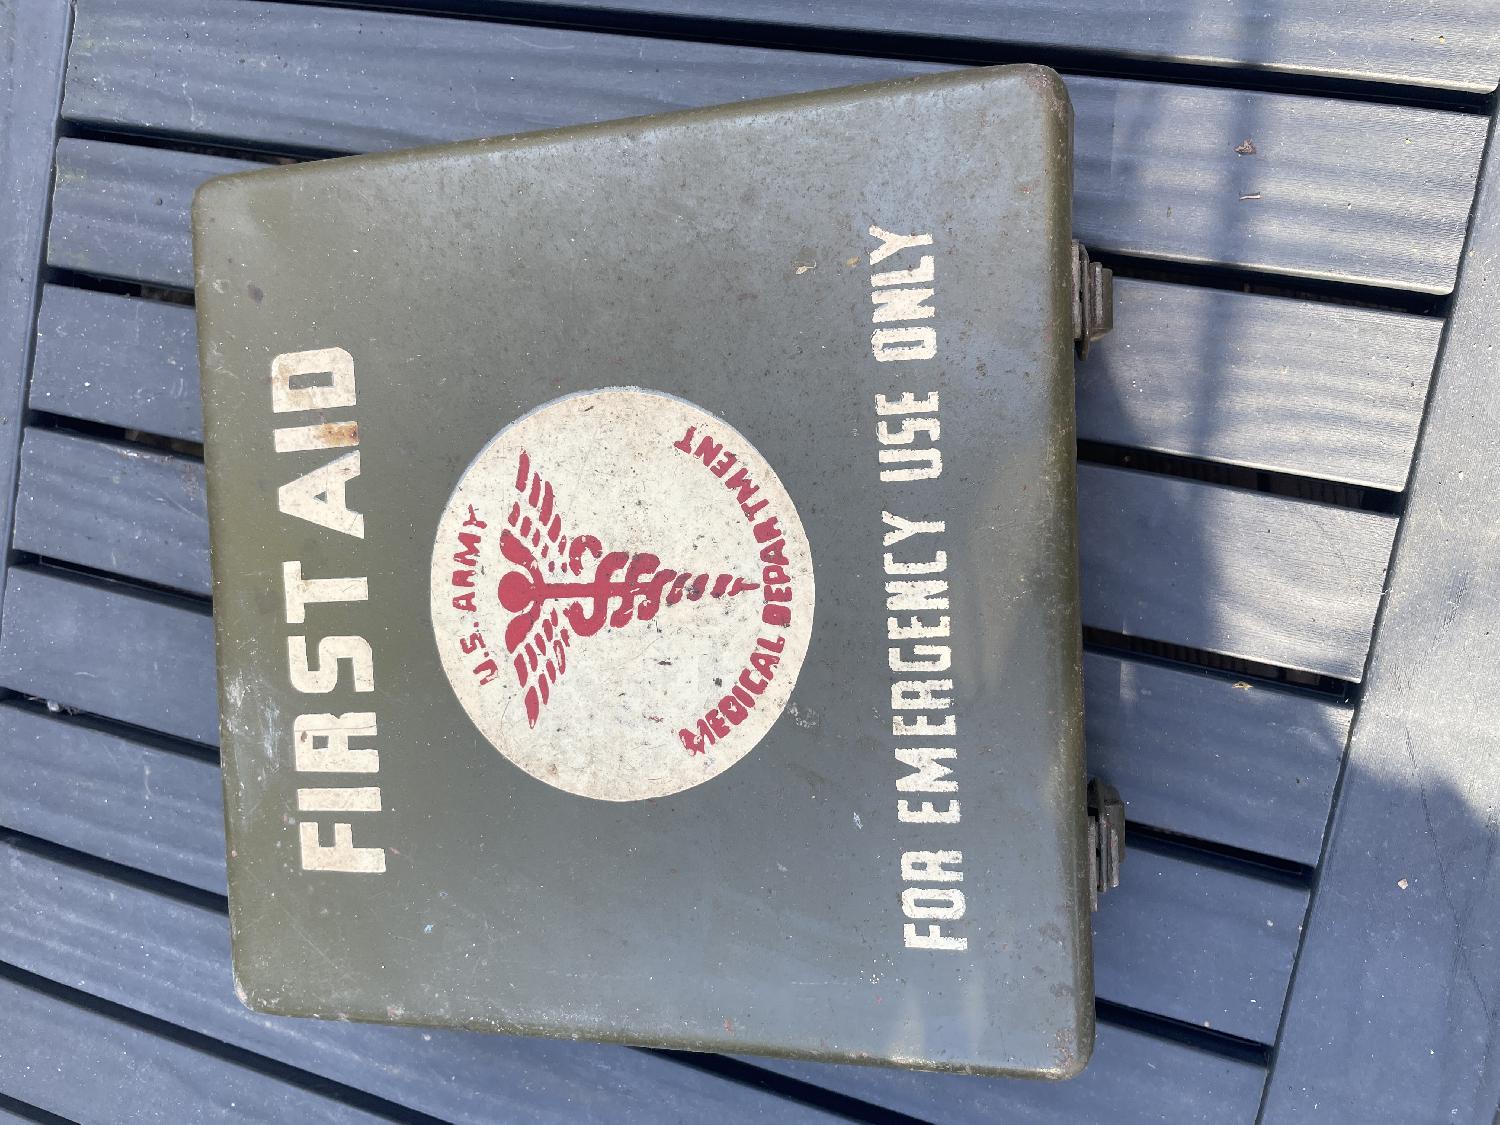 FIRST AID
U.S. ARMY
MEDICAL DEPARTMENT
FOR EMERGENCY USE ONLY